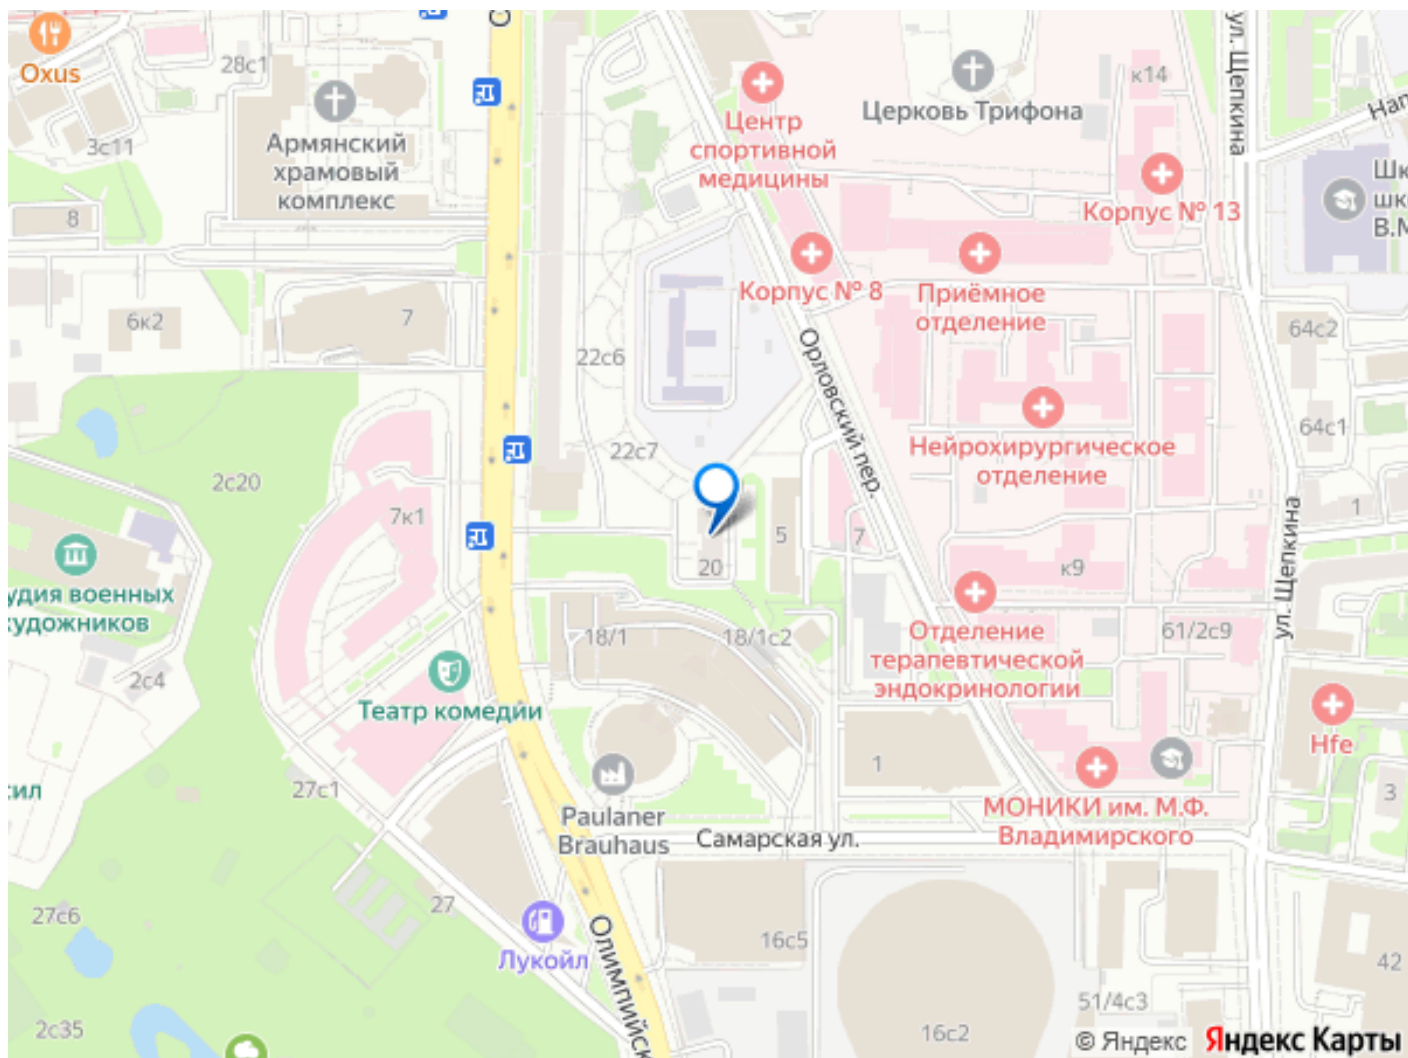 Oxus
28с1
3с11
Армянский
храмовый
комплекс
8
Центр
спортивной
медицины
Церковь Трифона
к14
ул. Щепкина
Корпус № 13
Корпус № 8
Приёмное
отделение
6к2
7
22с6
64с2
Орловский пер.
64с1
22с7
Нейрохирургическое
отделение
2с20
7к1
1
ул. Щепкина
5
7
20
к9
удия военных
художников
2с4
18/1
18/1с2
Отделение
терапевтической
эндокринологии
61/2с9
Театр комедии
Hfe
27с1
1
3
МОНИКИ им. М.Ф.
Владимирского
Paulaner
Brauhaus
Самарская ул.
27с6
27
Лукойл
Олимпийск
16с5
42
51/4с3
2с35
16с2
© Яндекс Яндекс Карты